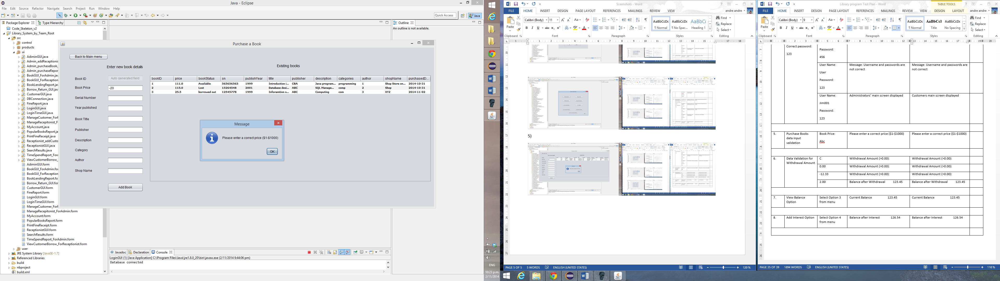 Java - Eclipse
File Edit Source Refactor Navigate Search Project Run Window Help
Quick Access
Java
Package Explorer
Type Hierarchy
Outline
An outline is not available.
Code_Skeleton_v2
Library_System_by_Team_Root
src
control
products
ui
AdiminGUI.java
Admin_addReceptionis
Admin_purchaseBook.
Admin_purchaseRepor
BookGUI_ForAdmin.jav
BookGUI_ForReception
BookLendingReport.jav
Borrow_Return_GUI.jav
CustomerGUI.java
DBConnection.java
FineReport.java
LoginGUI.java
LoginTimeGUI.java
ManageCustomer_ForF
ManageRecepitonist_Fo
MyAccount.java
PopularBooksReport.ja
PrintFineReceipt.java
Receptionist_addCusto
ReceptionistGUI.java
SearchResults.java
TimeSpendReport_ForA
ViewCustomerBorrow_
AdiminGUI.form
BookGUI_ForAdmin.for
BookGUI_ForReception
BookLendingReport.for
Borrow_Return_GUI.for
CustomerGUI.form
FineReport.form
LoginGUI.form
LoginTimeGUI.form
ManageCustomer_ForF
ManageRecepitonist_ForAdmin.form
MyAccount.form
PopularBooksReport.form
PrintFineReceipt.form
ReceptionistGUI.form
SearchResults.form
TimeSpendReport_ForAdmin.form
ViewCustomerBorrow_ForReceptionist.form
user
JRE System Library [JavaSE-1.7]
Referenced Libraries
build
nbproject
build.xml
Purchase a Book
Back to Main menu
Enter new book details
Existing books
Book ID Auto generated field
Book Price -20
Serial Number
Year published
Book Title
Publisher
Description
Category
Author
Shop Name
Add Book
bookID price bookStatus sn publishYear title publisher description categories author shopName purchasedD...
1 111.0 Available 565656565 1999 Introduction i... CBA Java program... programming 1 Shop Store on... 2014-10-31
2 115.0 Lost 15264548 2001 Database desi... ABC SQL Manage... comp 2 Shop 2014-10-31
3 25.5 borrowed out 12545778 1999 Inforamtion s... ABC Computing com 3 XYZ 2014-11-02
Message
Please enter a correct price ($1-$1000)
OK
Javadoc Declaration Console
LoginGUI (1) [Java Application] C:\Program Files\Java\jre1.8.0_20\bin\javaw.exe (2/11/2014 9:44:06 pm)
Database connected
ENG
10:23 p.m.
2/11/2014
Sceenshots - Word
andre andre
FILE HOME INSERT DESIGN PAGE LAYOUT REFERENCES MAILINGS REVIEW VIEW
Calibri (Body) 11
Paste
AaBbCcDc AaBbCcDc AaBbCc
¶ Normal ¶ No Spac... Heading 1
Find
Replace
Select
Clipboard Font Paragraph Styles Editing
5)
PAGE 5 OF 5 5 WORDS ENGLISH (UNITED STATES) 120 %
Library program Test Plan - Word
TABLE TOOLS
andre andre
FILE HOME INSERT DESIGN PAGE LAYOUT REFERENCES MAILINGS REVIEW VIEW DESIGN LAYOUT
Calibri (Body) 9
Paste
AaBbCcDc AaBbCcI AaBbCcDc
¶ Normal Title No Spacing
Find
Replace
Select
Clipboard Font Paragraph Styles Editing
Correct password:
123
Password:
456
User Name:
User
Password:
123
Message: Username and passwords are not correct
Message: Username and passwords are not correct
User Name:
Jim001
Password:
123
Administrators' main screen displayed
Customers main screen displayed
5. Purchase Books data input validation
Book Price:
Abc
Please enter a correct price ($1-$1000)
Please enter a correct price ($1-$1000)
6. Data Validation for Withdrawal Amount
C Withdrawal Amount (>0.00): Withdrawal Amount (>0.00):
0.00 Withdrawal Amount (>0.00): Withdrawal Amount (>0.00):
-12.33 Withdrawal Amount (>0.00): Withdrawal Amount (>0.00):
2.00 Balance after Withdrawal 123.45 Balance after Withdrawal 123.45
7. View Balance Option
Select Option 3 from menu
Current Balance 123.45 Current Balance 123.45
8. Add Interest Option
Select Option 4 from menu
Balance after Interest 126.54 Balance after Interest 126.54
PAGE 35 OF 39 1894 WORDS ENGLISH (UNITED STATES) 110 %